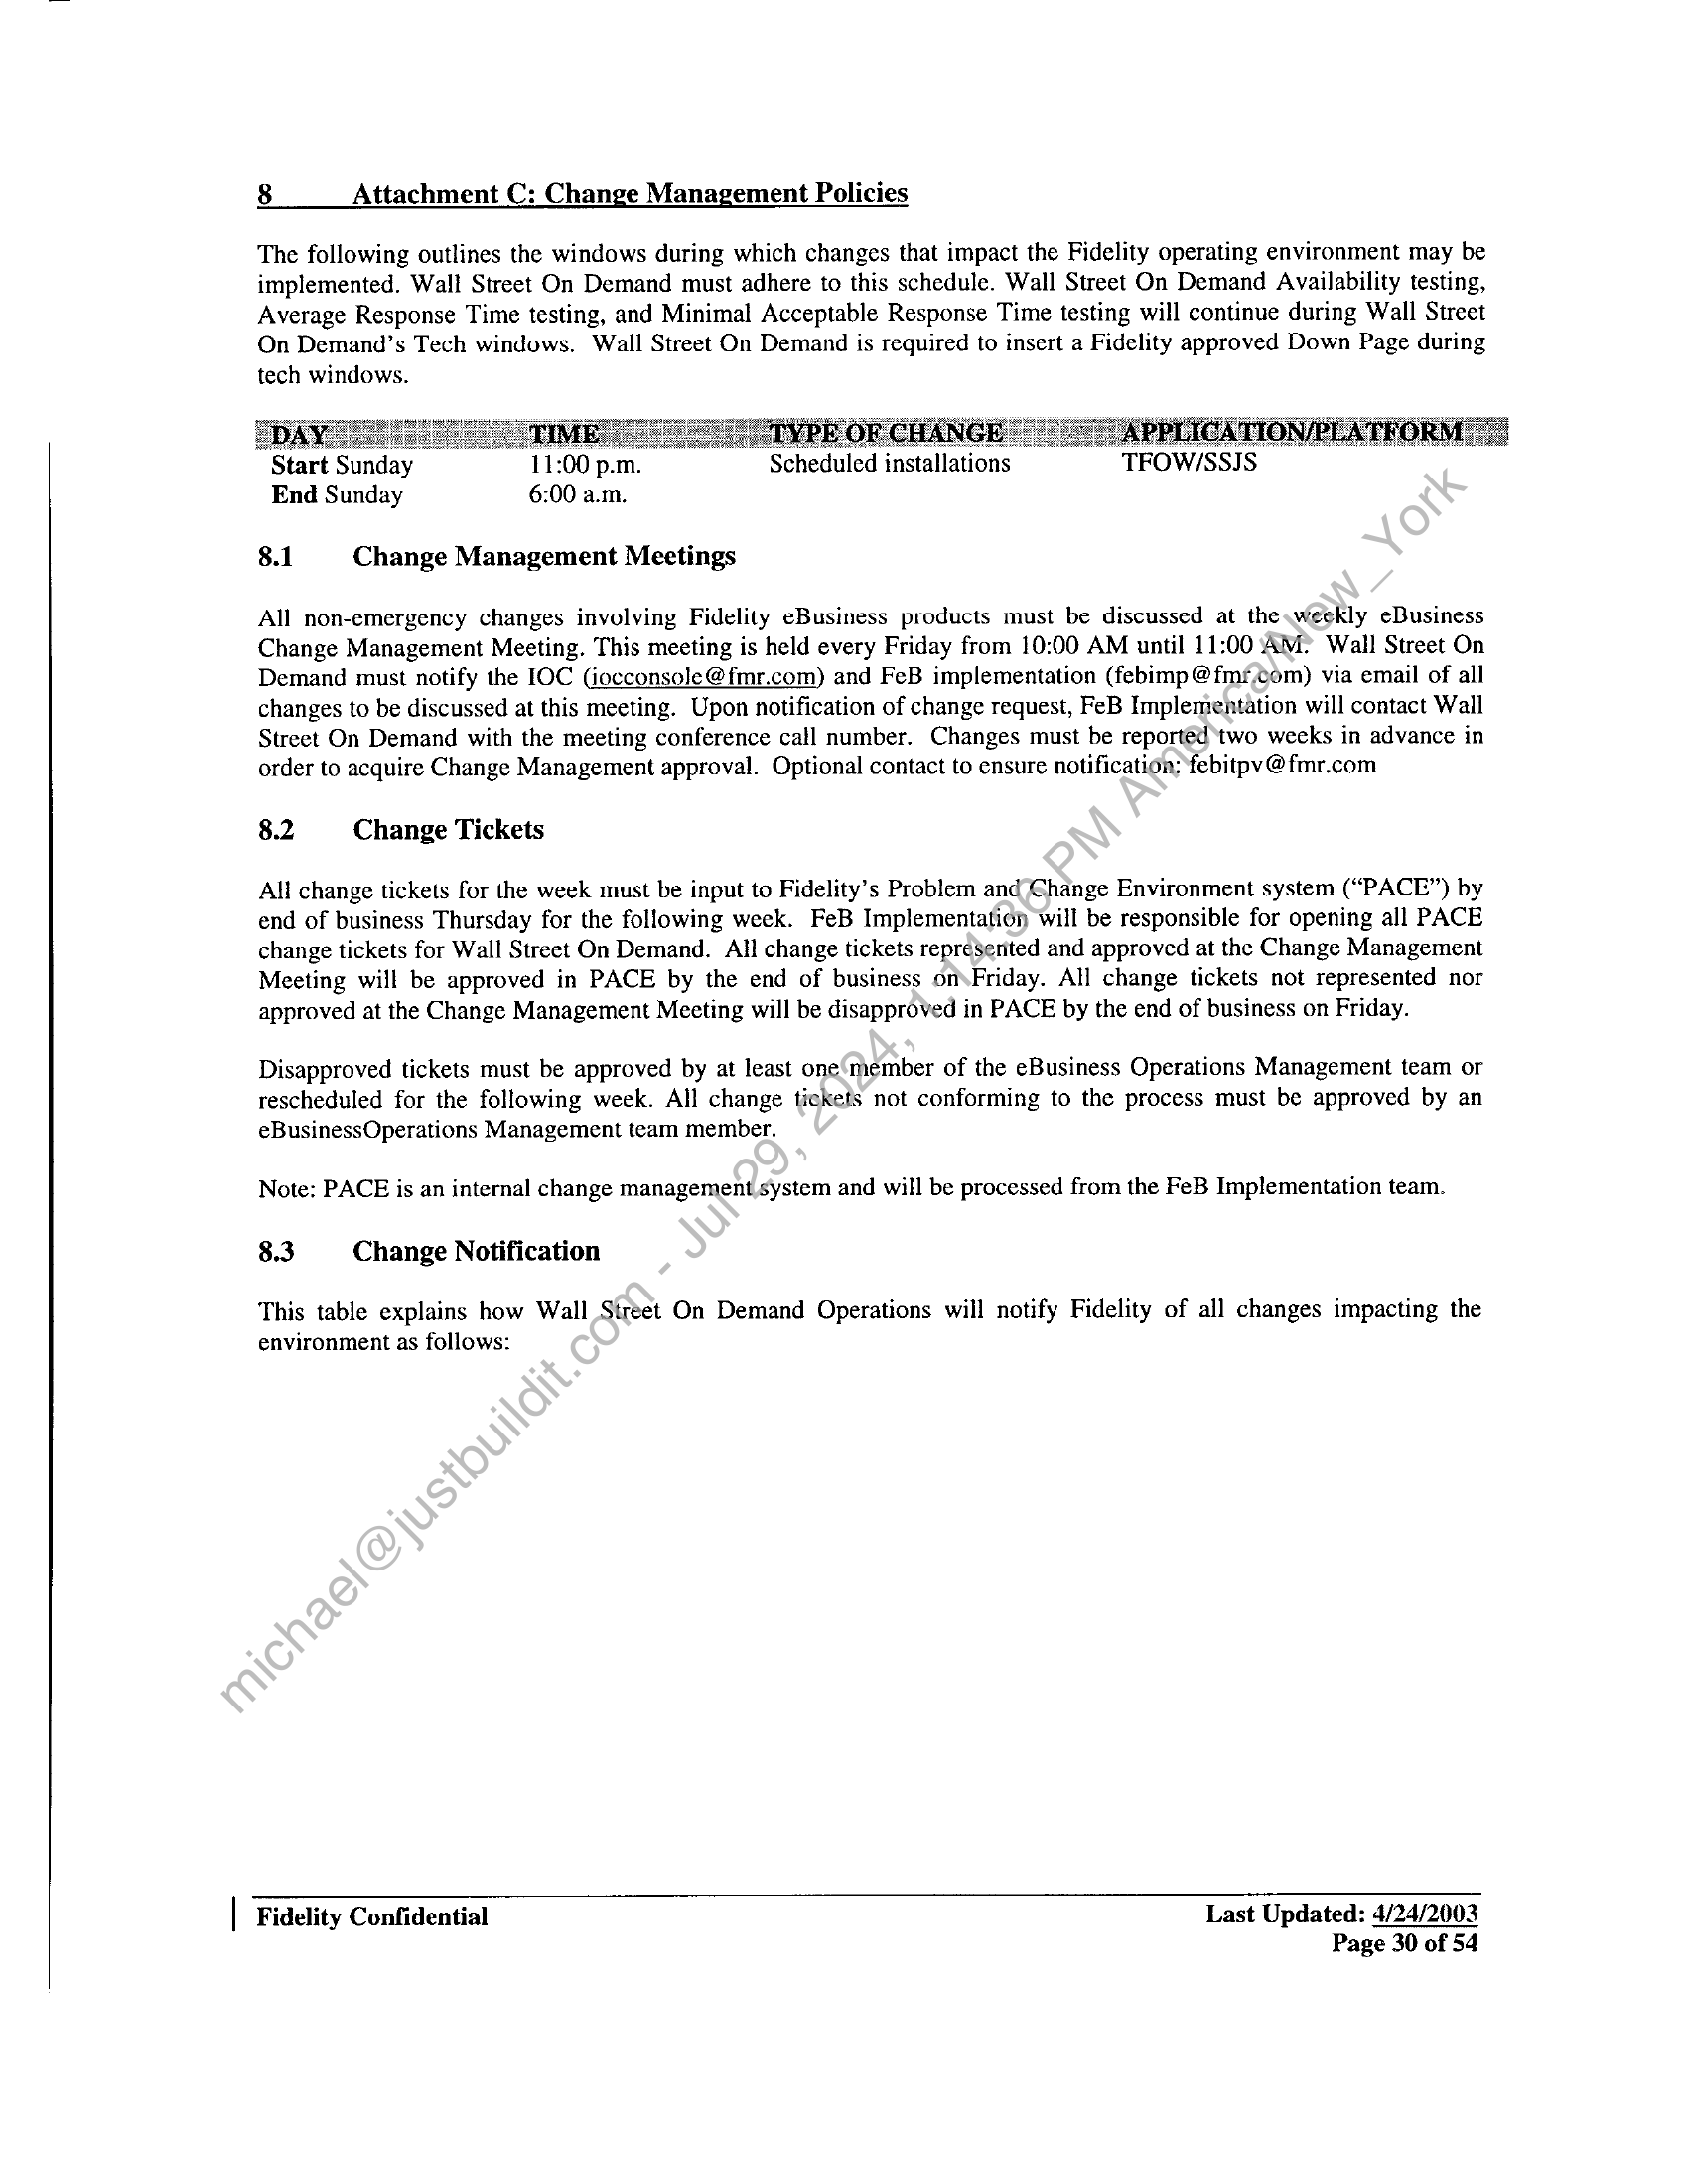 8 Attachment C: Change Management Policies
The following outlines the windows during which changes that impact the Fidelity operating environment may be
implemented. Wall Street On Demand must adhere to this schedule. Wall Street On Demand Availability testing,
Average Response Time testing, and Minimal Acceptable Response Time testing will continue during Wall Street
On Demand's Tech windows. Wall Street On Demand is required to insert a Fidelity approved Down Page during
tech windows.
DAY TIME TYPE OF CHANGE APPLICATION/PLATFORM
Start Sunday 11:00 p.m. Scheduled installations TFOW/SSJS
End Sunday 6:00 a.m.
8.1 Change Management Meetings
All non-emergency changes involving Fidelity eBusiness products must be discussed at the weekly eBusiness
Change Management Meeting. This meeting is held every Friday from 10:00 AM until 11:00 AM. Wall Street On
Demand must notify the IOC (iocconsole@fmr.com) and FeB implementation (febimp@fmr.com) via email of all
changes to be discussed at this meeting. Upon notification of change request, FeB Implementation will contact Wall
Street On Demand with the meeting conference call number. Changes must be reported two weeks in advance in
order to acquire Change Management approval. Optional contact to ensure notification: febitpv@fmr.com
8.2 Change Tickets
All change tickets for the week must be input to Fidelity's Problem and Change Environment system ("PACE") by
end of business Thursday for the following week. FeB Implementation will be responsible for opening all PACE
change tickets for Wall Street On Demand. All change tickets represented and approved at the Change Management
Meeting will be approved in PACE by the end of business on Friday. All change tickets not represented nor
approved at the Change Management Meeting will be disapproved in PACE by the end of business on Friday.
Disapproved tickets must be approved by at least one member of the eBusiness Operations Management team or
rescheduled for the following week. All change tickets not conforming to the process must be approved by an
eBusinessOperations Management team member.
Note: PACE is an internal change management system and will be processed from the FeB Implementation team.
8.3 Change Notification
This table explains how Wall Street On Demand Operations will notify Fidelity of all changes impacting the
environment as follows:
michael@justbuildit.com - Jul 29, 2024, 1:14:36 PM America/New_York
Fidelity Confidential Last Updated: 4/24/2003
Page 30 of 54